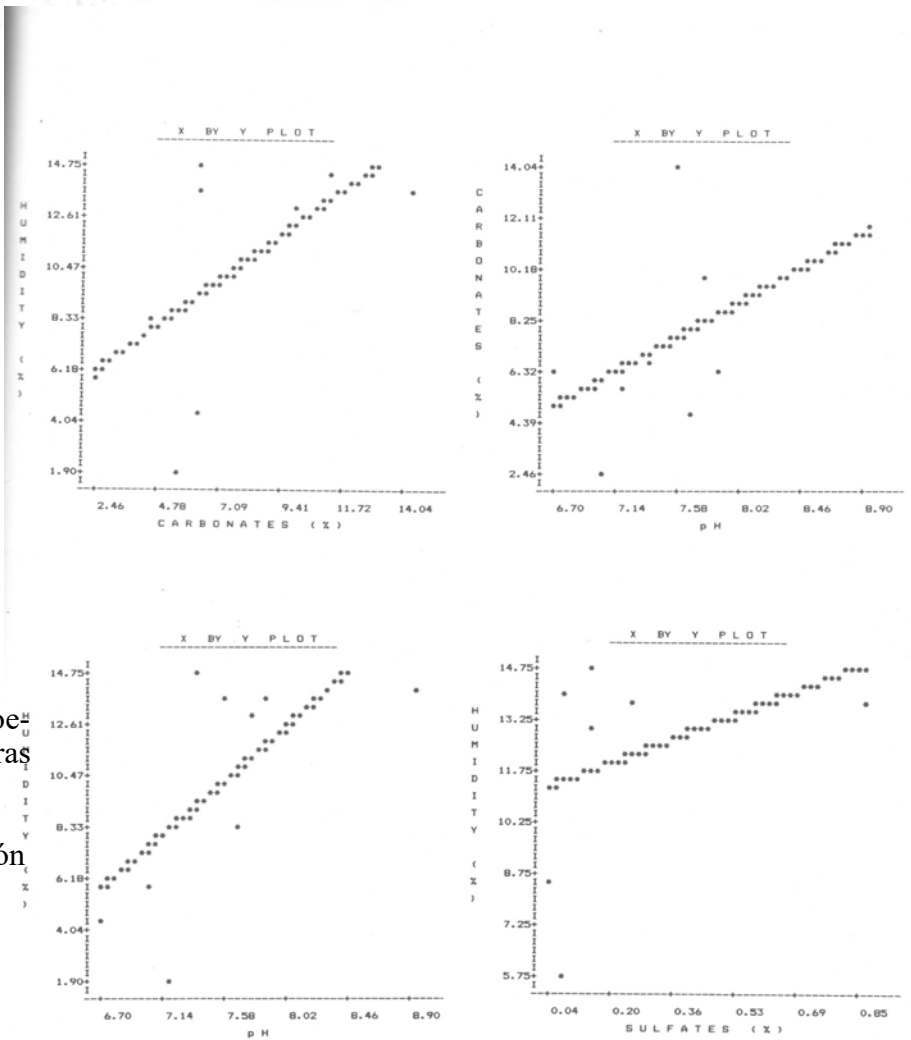 X BY Y PLOT
HUMIDITY (%)
14.75
12.61
10.47
8.33
6.18
4.04
1.90
2.46 4.78 7.09 9.41 11.72 14.04
CARBONATES (%)
X BY Y PLOT
CARBONATES (%)
14.04
12.11
10.18
8.25
6.32
4.39
2.46
6.70 7.14 7.58 8.02 8.46 8.90
pH
X BY Y PLOT
HUMIDITY (%)
14.75
12.61
10.47
8.33
6.18
4.04
1.90
6.70 7.14 7.58 8.02 8.46 8.90
pH
X BY Y PLOT
HUMIDITY (%)
14.75
13.25
11.75
10.25
8.75
7.25
5.75
0.04 0.20 0.36 0.53 0.69 0.85
SULFATES (%)
oe-
ras
ón